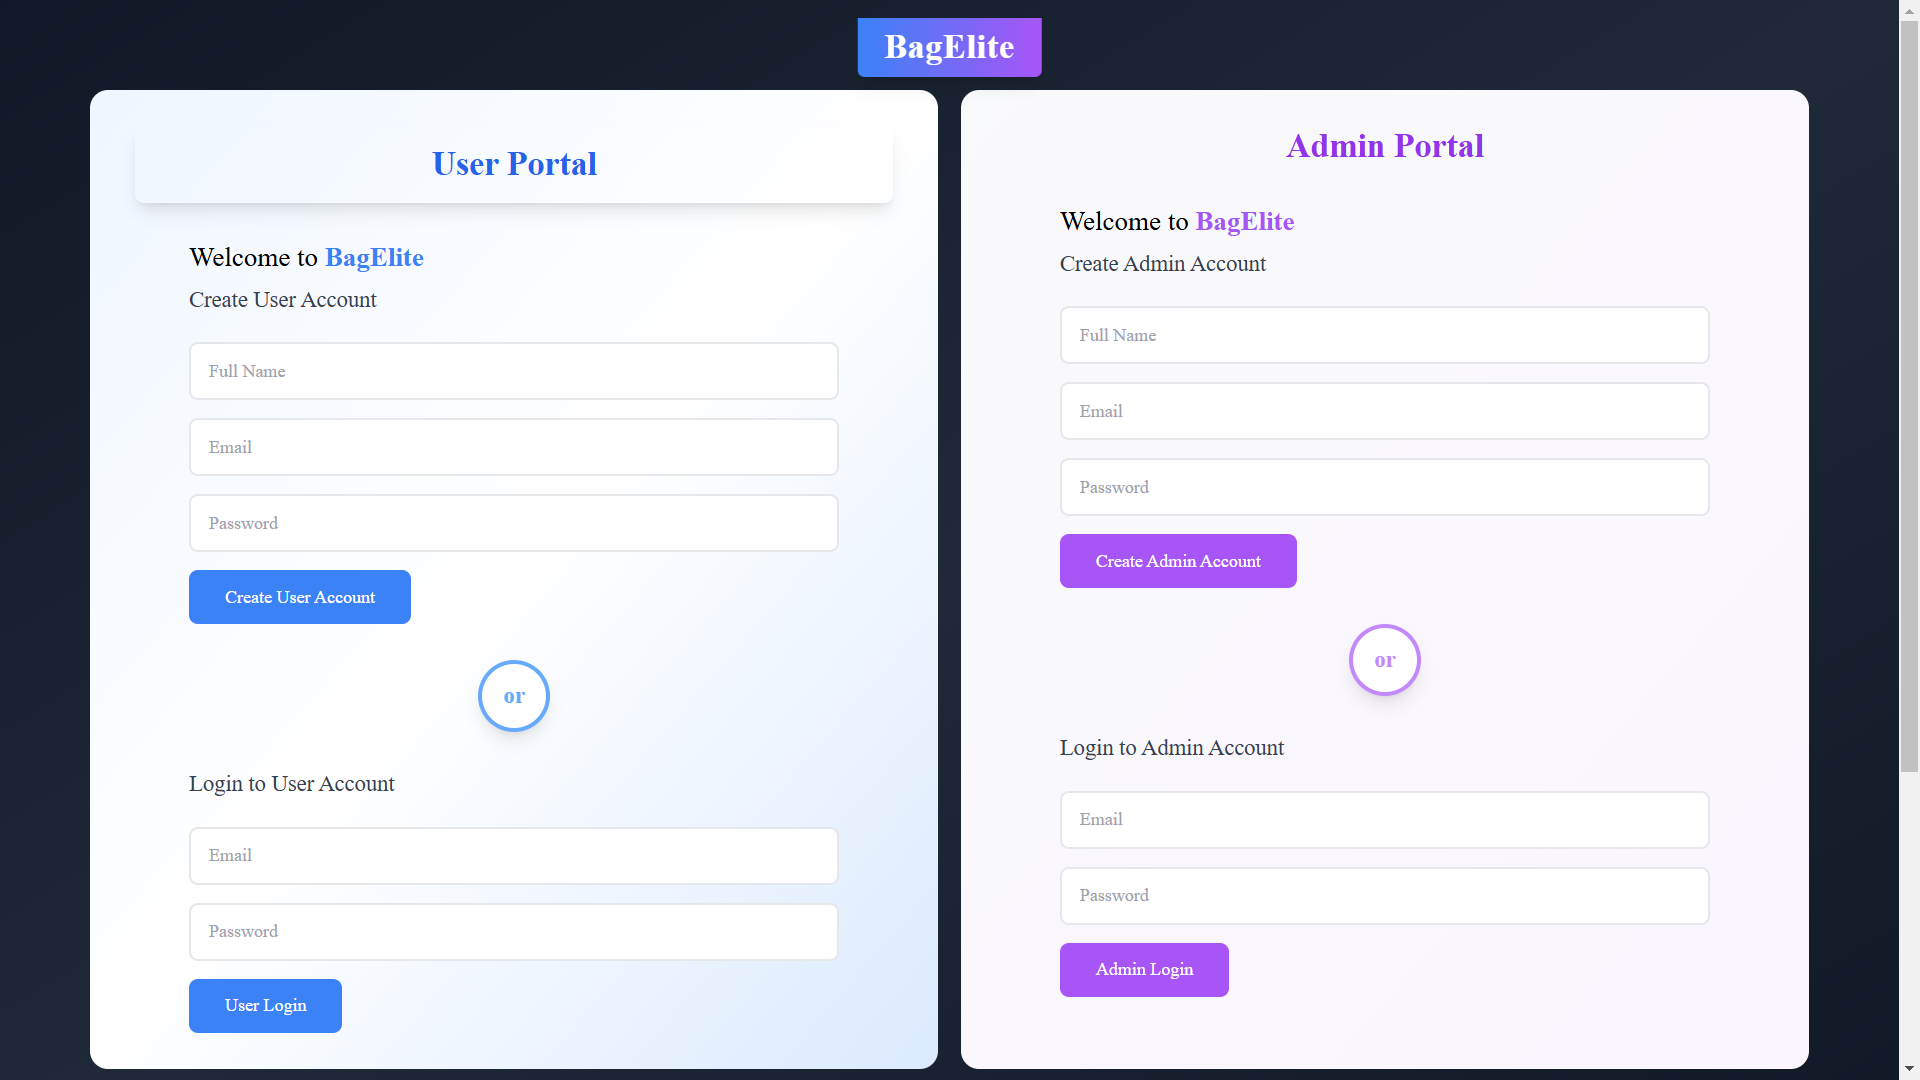 BagElite
User Portal
Welcome to BagElite
Create User Account
Full Name
Email
Password
Create User Account
or
Login to User Account
Email
Password
User Login
Admin Portal
Welcome to BagElite
Create Admin Account
Full Name
Email
Password
Create Admin Account
or
Login to Admin Account
Email
Password
Admin Login